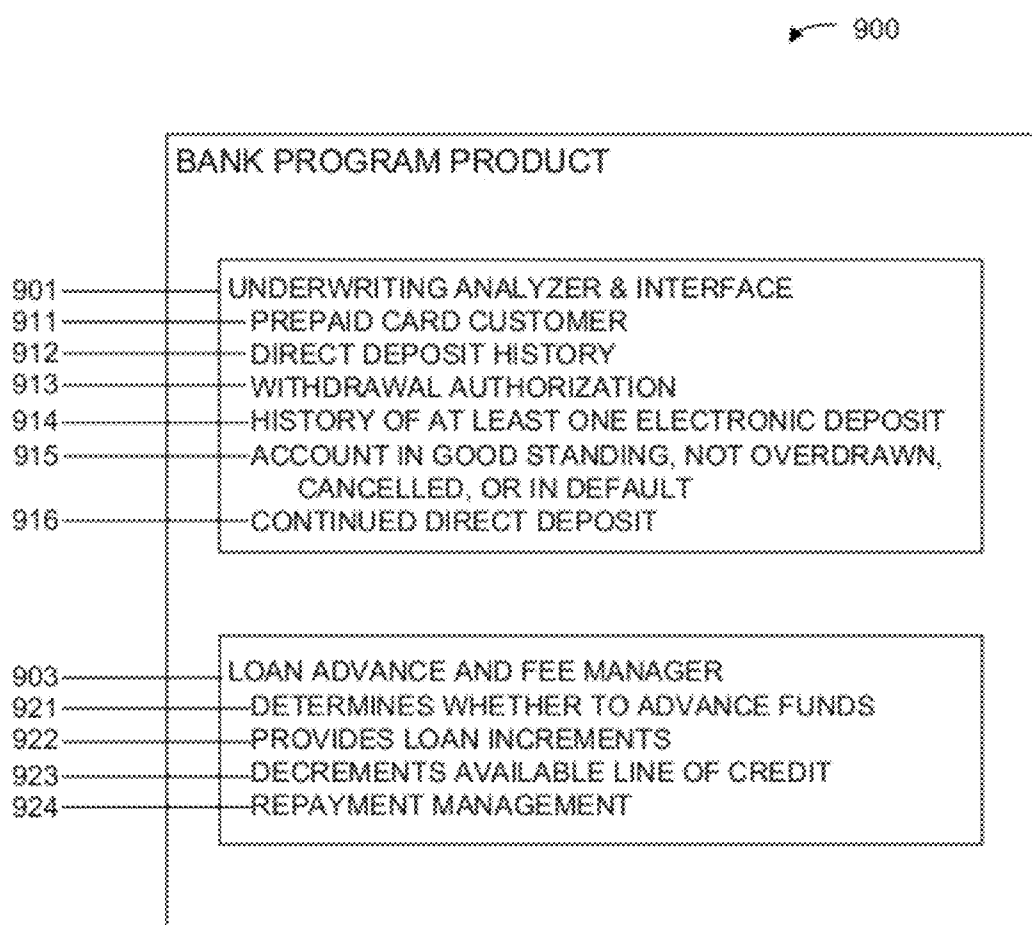 900
BANK PROGRAM PRODUCT
901 UNDERWRITING ANALYZER & INTERFACE
911 PREPAID CARD CUSTOMER
912 DIRECT DEPOSIT HISTORY
913 WITHDRAWAL AUTHORIZATION
914 HISTORY OF AT LEAST ONE ELECTRONIC DEPOSIT
915 ACCOUNT IN GOOD STANDING, NOT OVERDRAWN,
CANCELLED, OR IN DEFAULT
916 CONTINUED DIRECT DEPOSIT
903 LOAN ADVANCE AND FEE MANAGER
921 DETERMINES WHETHER TO ADVANCE FUNDS
922 PROVIDES LOAN INCREMENTS
923 DECREMENTS AVAILABLE LINE OF CREDIT
924 REPAYMENT MANAGEMENT